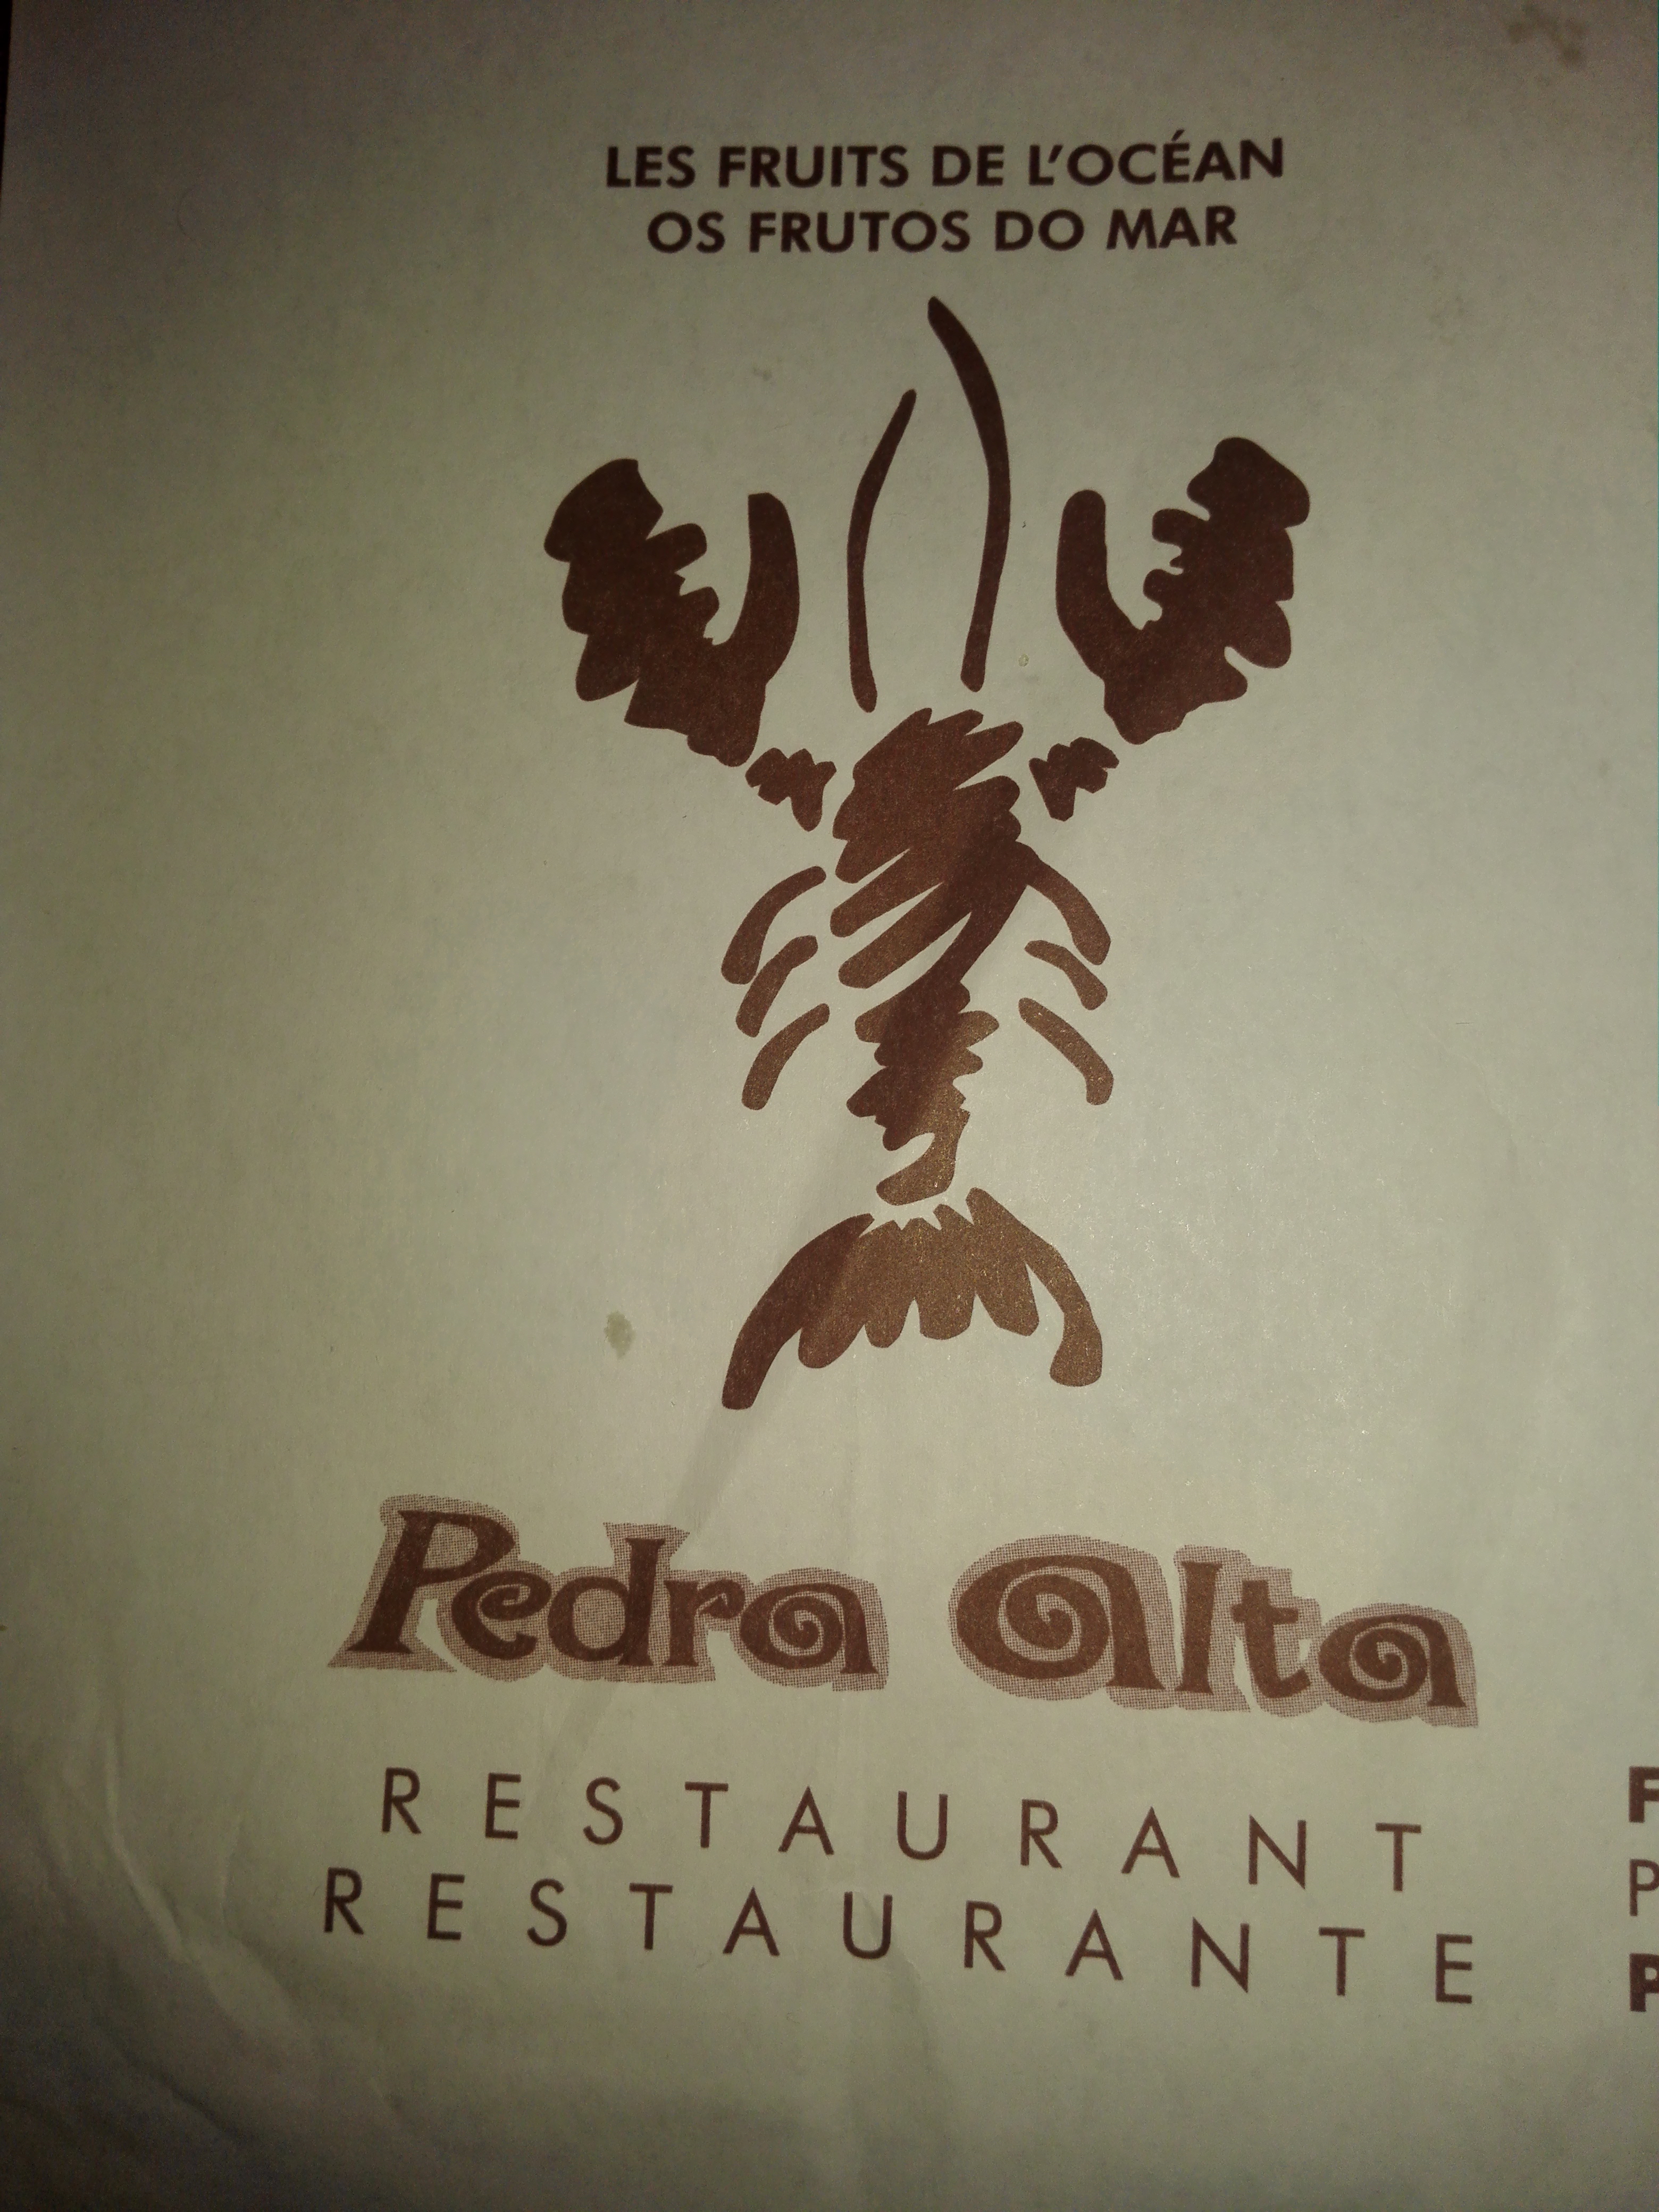 LES FRUITS DE L'OCÉAN
OS FRUTOS DO MAR
Pedra Alta
RESTAURANT
RESTAURANTE
F
P
P